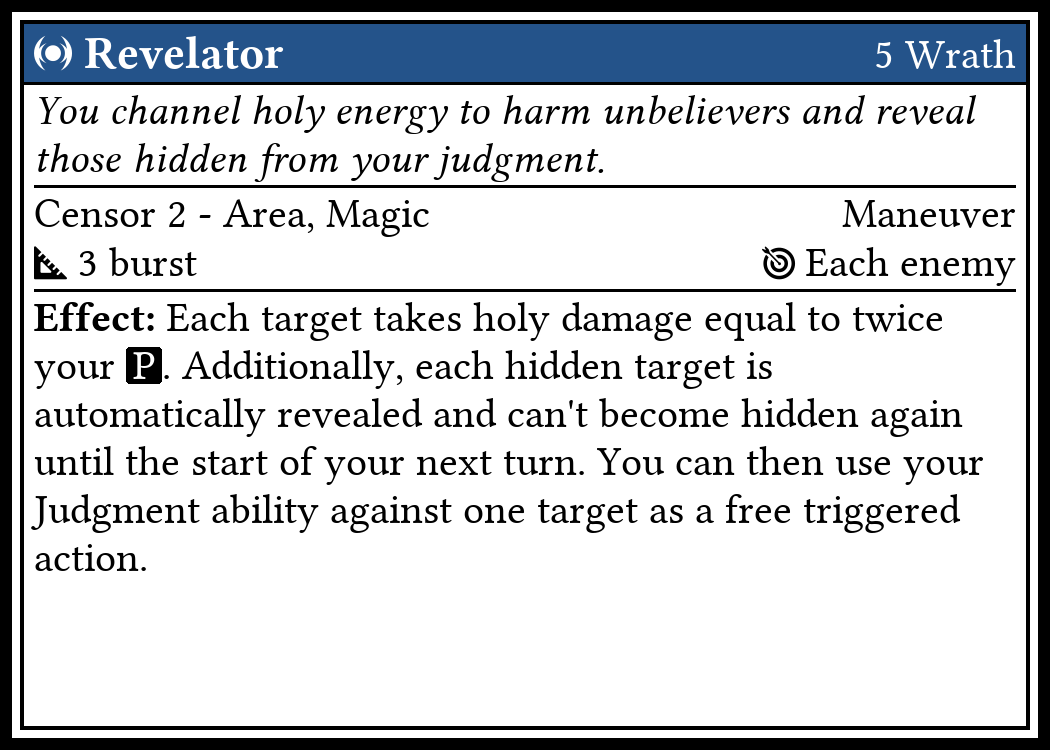 Revelator 5 Wrath
You channel holy energy to harm unbelievers and reveal
those hidden from your judgment.
Censor 2 - Area, Magic Maneuver
3 burst Each enemy
Effect: Each target takes holy damage equal to twice
your P. Additionally, each hidden target is
automatically revealed and can't become hidden again
until the start of your next turn. You can then use your
Judgment ability against one target as a free triggered
action.